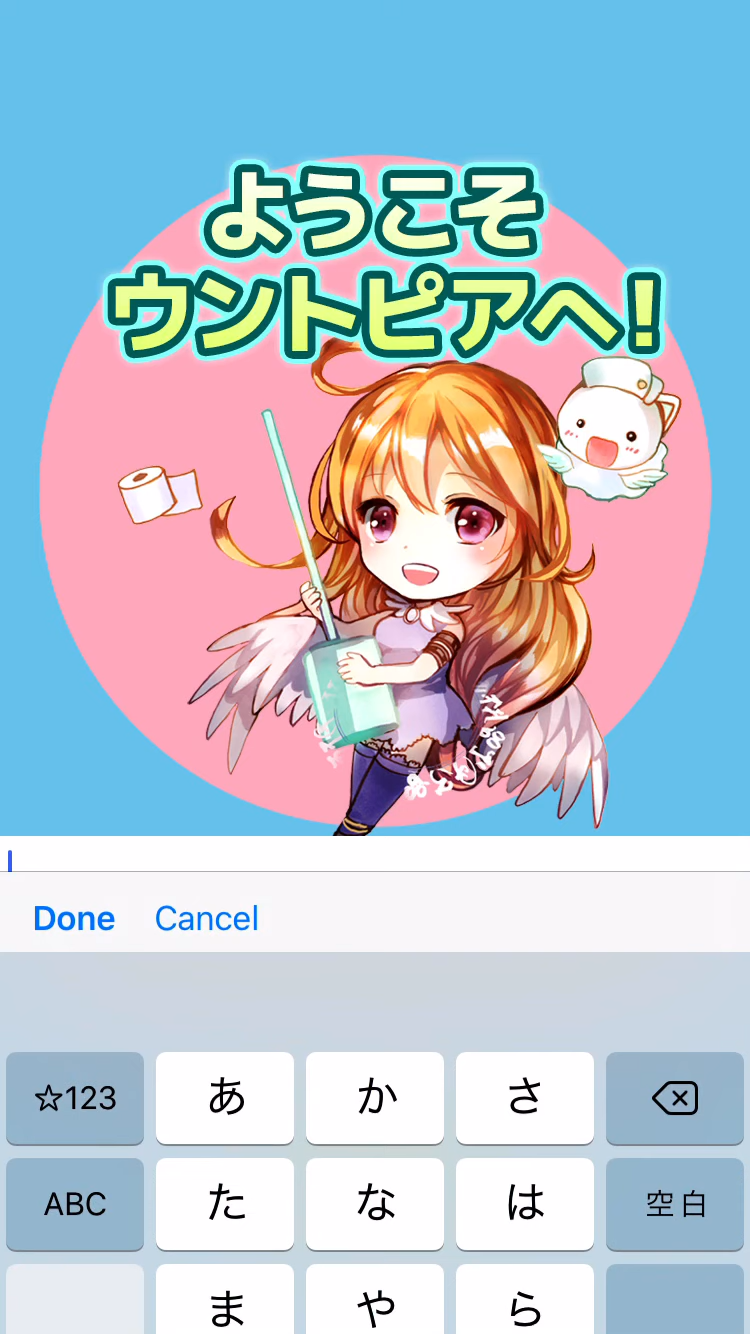 ようこそ
ウントピアへ!
Done Cancel
☆123 あ か さ
ABC た な は 空白
ま や ら